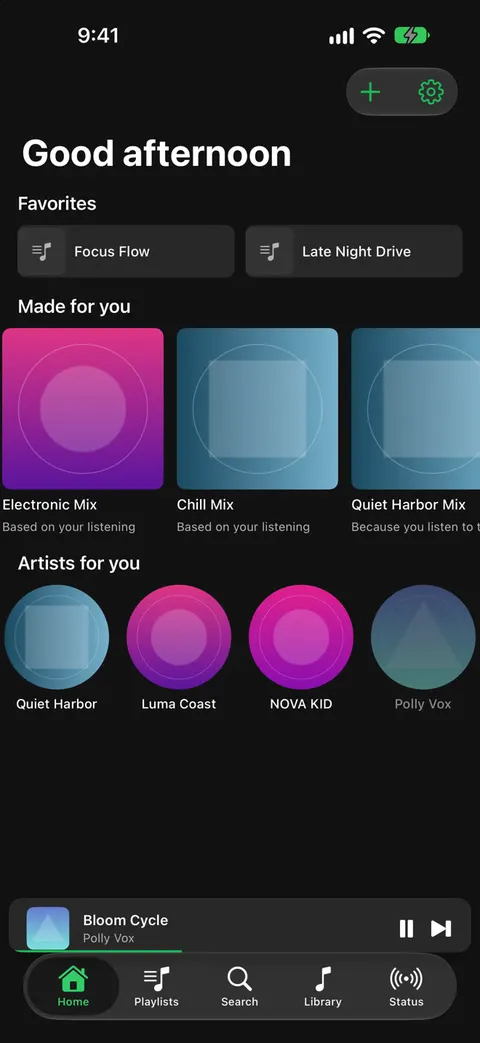 9:41
Good afternoon
Favorites
Focus Flow
Late Night Drive
Made for you
Electronic Mix
Chill Mix
Quiet Harbor Mix
Based on your listening
Based on your listening
Because you listen to t
Artists for you
Quiet Harbor
Luma Coast
NOVA KID
Polly Vox
Bloom Cycle
Polly Vox
Home
Playlists
Search
Library
Status